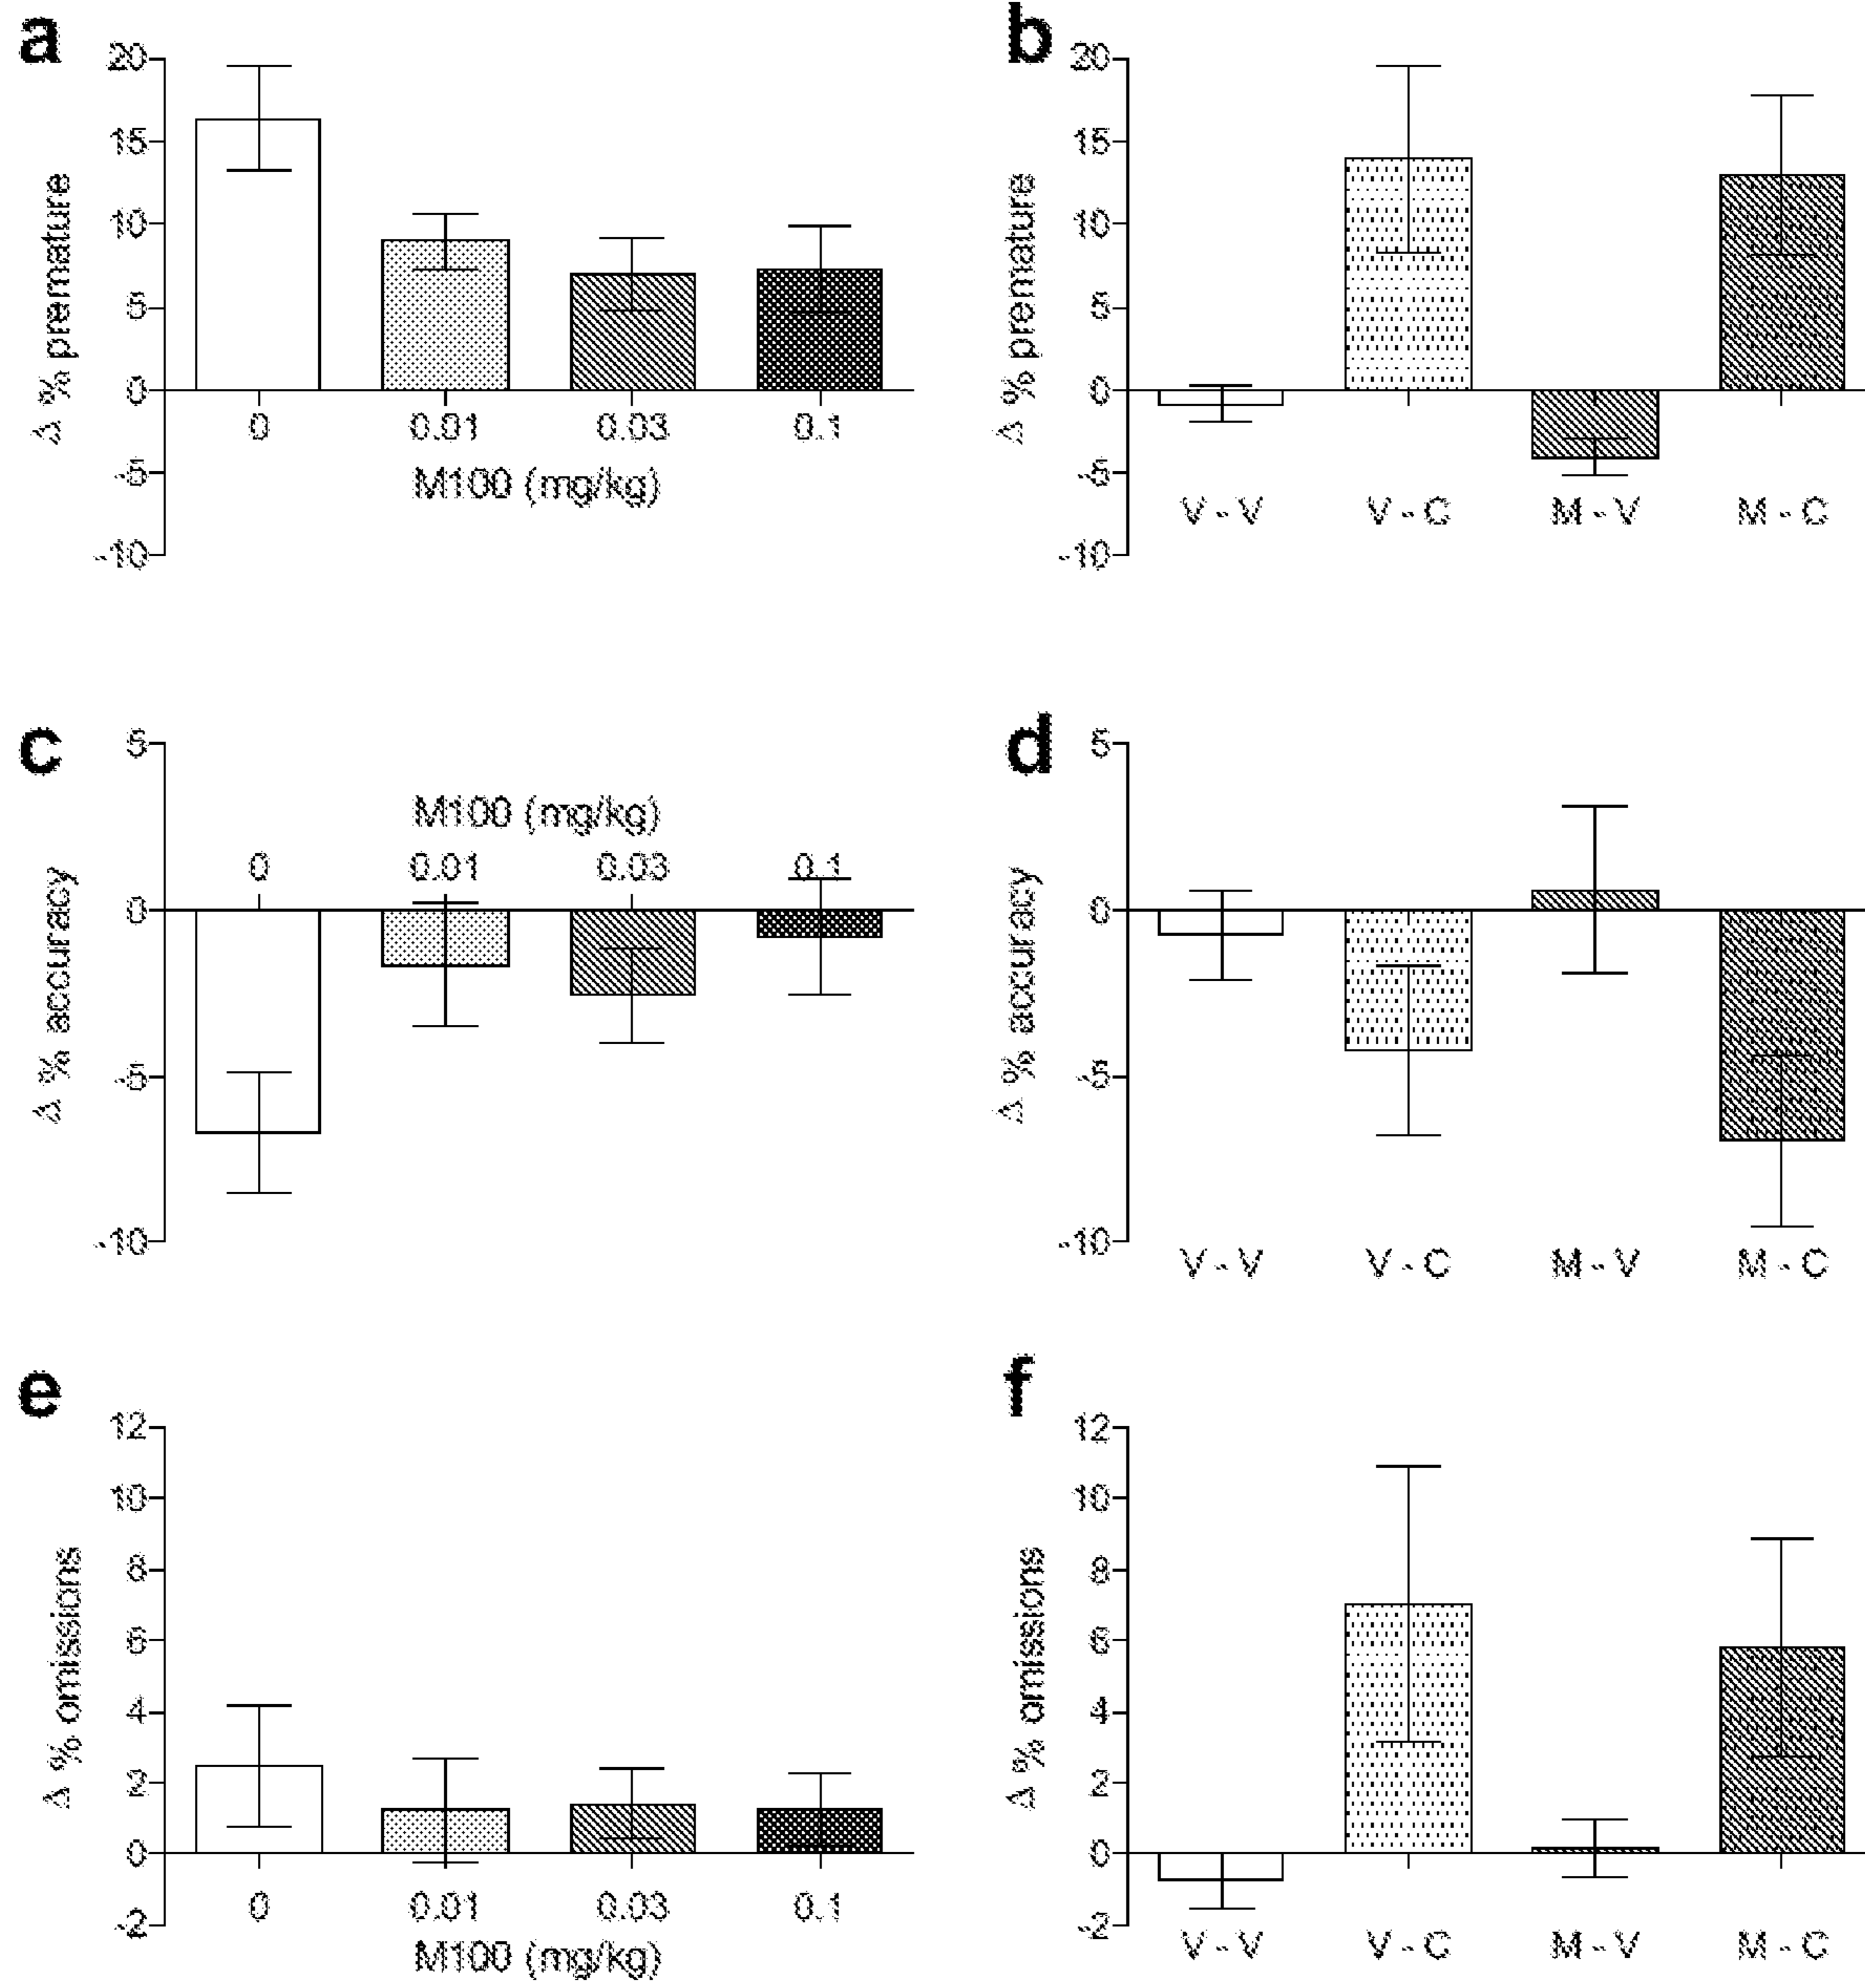 a
20
15
10
5
0
-5
-10
Δ % premature
0 0.01 0.03 0.1
M100 (mg/kg)
b
20
15
10
5
0
-5
-10
Δ % premature
V - V V - C M - V M - C
c
5
0
-5
-10
Δ % accuracy
M100 (mg/kg)
0 0.01 0.03 0.1
d
5
0
-5
-10
Δ % accuracy
V - V V - C M - V M - C
e
12
10
8
6
4
2
0
-2
Δ % omissions
0 0.01 0.03 0.1
M100 (mg/kg)
f
12
10
8
6
4
2
0
-2
Δ % omissions
V - V V - C M - V M - C